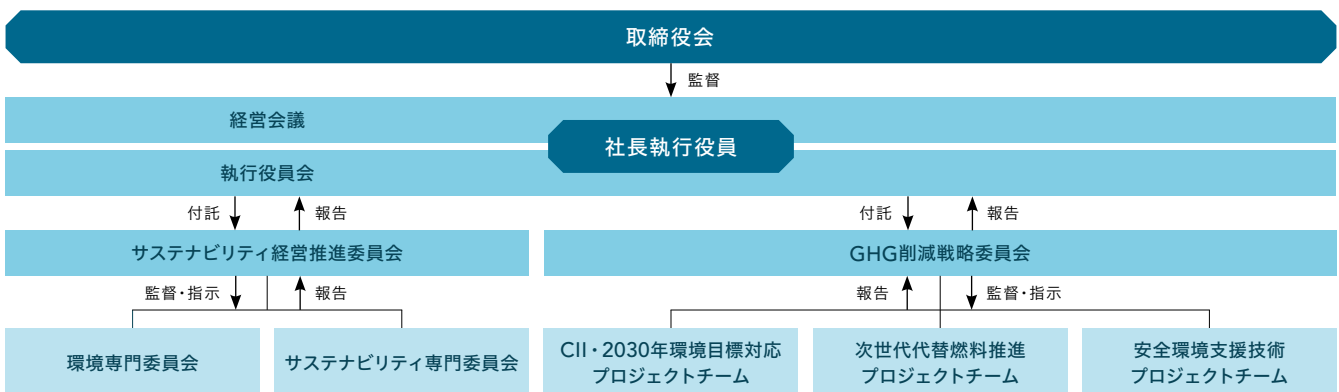 取締役会
監督
経営会議
社長執行役員
執行役員会
付託
報告
付託
報告
サステナビリティ経営推進委員会
GHG削減戦略委員会
監督・指示
報告
報告
監督・指示
環境専門委員会
サステナビリティ専門委員会
CII・2030年環境目標対応
プロジェクトチーム
次世代代替燃料推進
プロジェクトチーム
安全環境支援技術
プロジェクトチーム